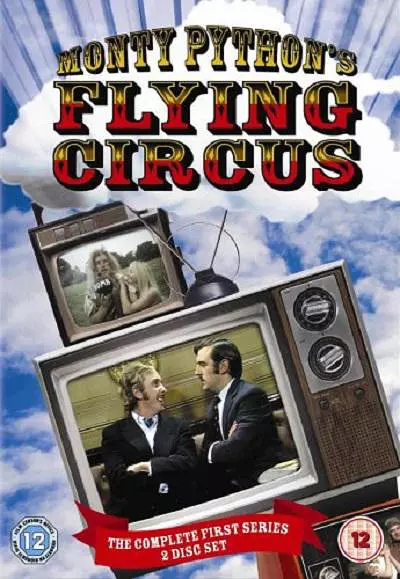 MONTY PYTHON'S
FLYING
CIRCUS
THE COMPLETE FIRST SERIES
2 DISC SET
12
12